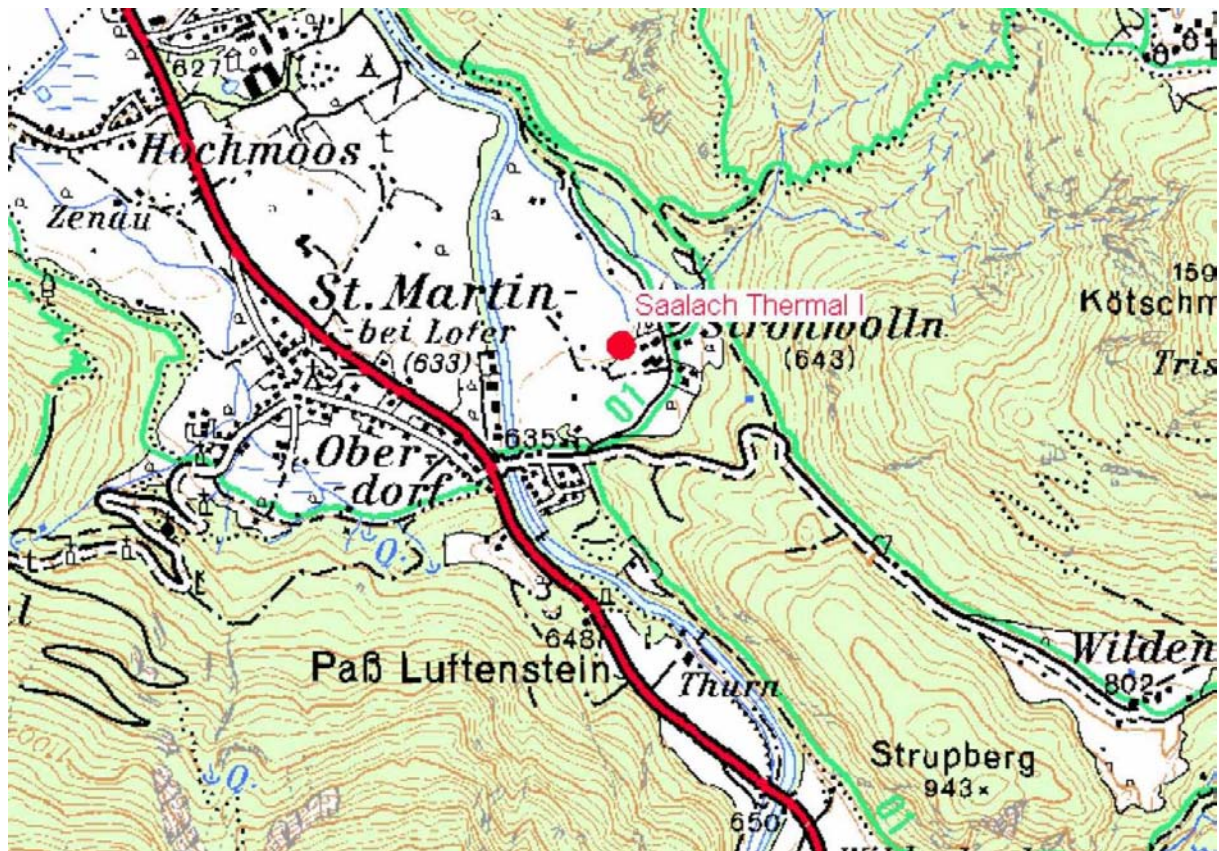 627
Hochmoos
Zenau
St. Martin-
-bei Lofer
(633)
Saalach Thermal I
Strohwolln
(643)
159
Kötschm
Tris
01
635
Ober-
-dorf
Q.
648
Paß Luftenstein
Thurn
Wilden
802
Strupberg
943×
Q.
01
650